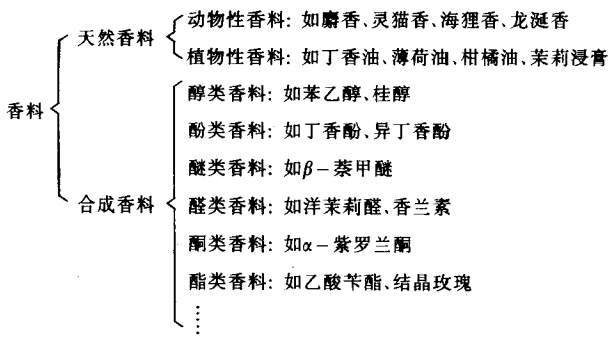 香料
天然香料
动物性香料: 如麝香、灵猫香、海狸香、龙涎香
植物性香料: 如丁香油、薄荷油、柑橘油、茉莉浸膏
合成香料
醇类香料: 如苯乙醇、桂醇
酚类香料: 如丁香酚、异丁香酚
醚类香料: 如β-萘甲醚
醛类香料: 如洋茉莉醛、香兰素
酮类香料: 如α-紫罗兰酮
酯类香料: 如乙酸苄酯、结晶玫瑰
⋮